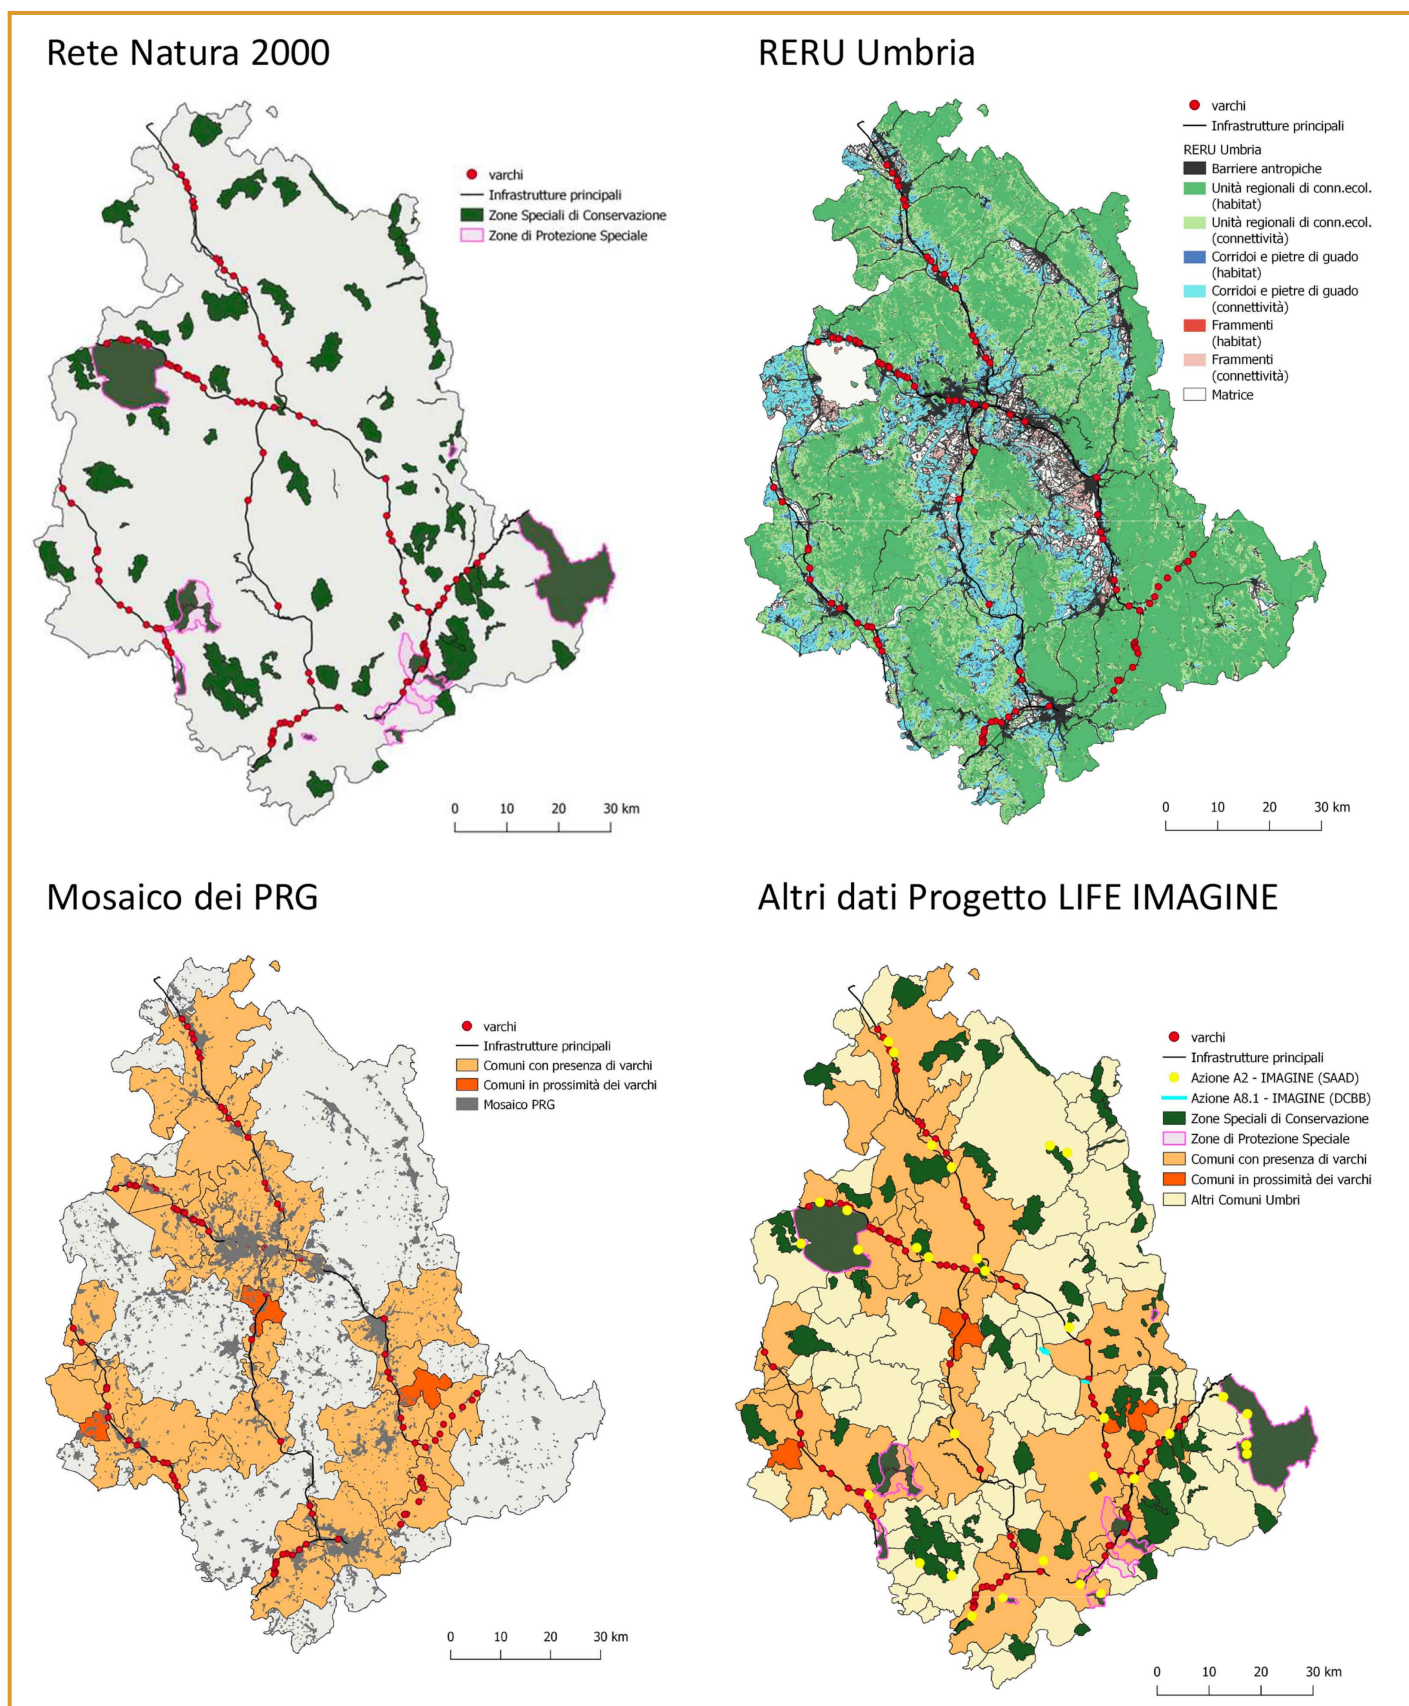 Rete Natura 2000
varchi
Infrastrutture principali
Zone Speciali di Conservazione
Zone di Protezione Speciale
0 10 20 30 km
RERU Umbria
varchi
Infrastrutture principali
RERU Umbria
Barriere antropiche
Unità regionali di conn.ecol.
(habitat)
Unità regionali di conn.ecol.
(connettività)
Corridoi e pietre di guado
(habitat)
Corridoi e pietre di guado
(connettività)
Frammenti
(habitat)
Frammenti
(connettività)
Matrice
0 10 20 30 km
Mosaico dei PRG
varchi
Infrastrutture principali
Comuni con presenza di varchi
Comuni in prossimità dei varchi
Mosaico PRG
0 10 20 30 km
Altri dati Progetto LIFE IMAGINE
varchi
Infrastrutture principali
Azione A2 - IMAGINE (SAAD)
Azione A8.1 - IMAGINE (DCBB)
Zone Speciali di Conservazione
Zone di Protezione Speciale
Comuni con presenza di varchi
Comuni in prossimità dei varchi
Altri Comuni Umbri
0 10 20 30 km